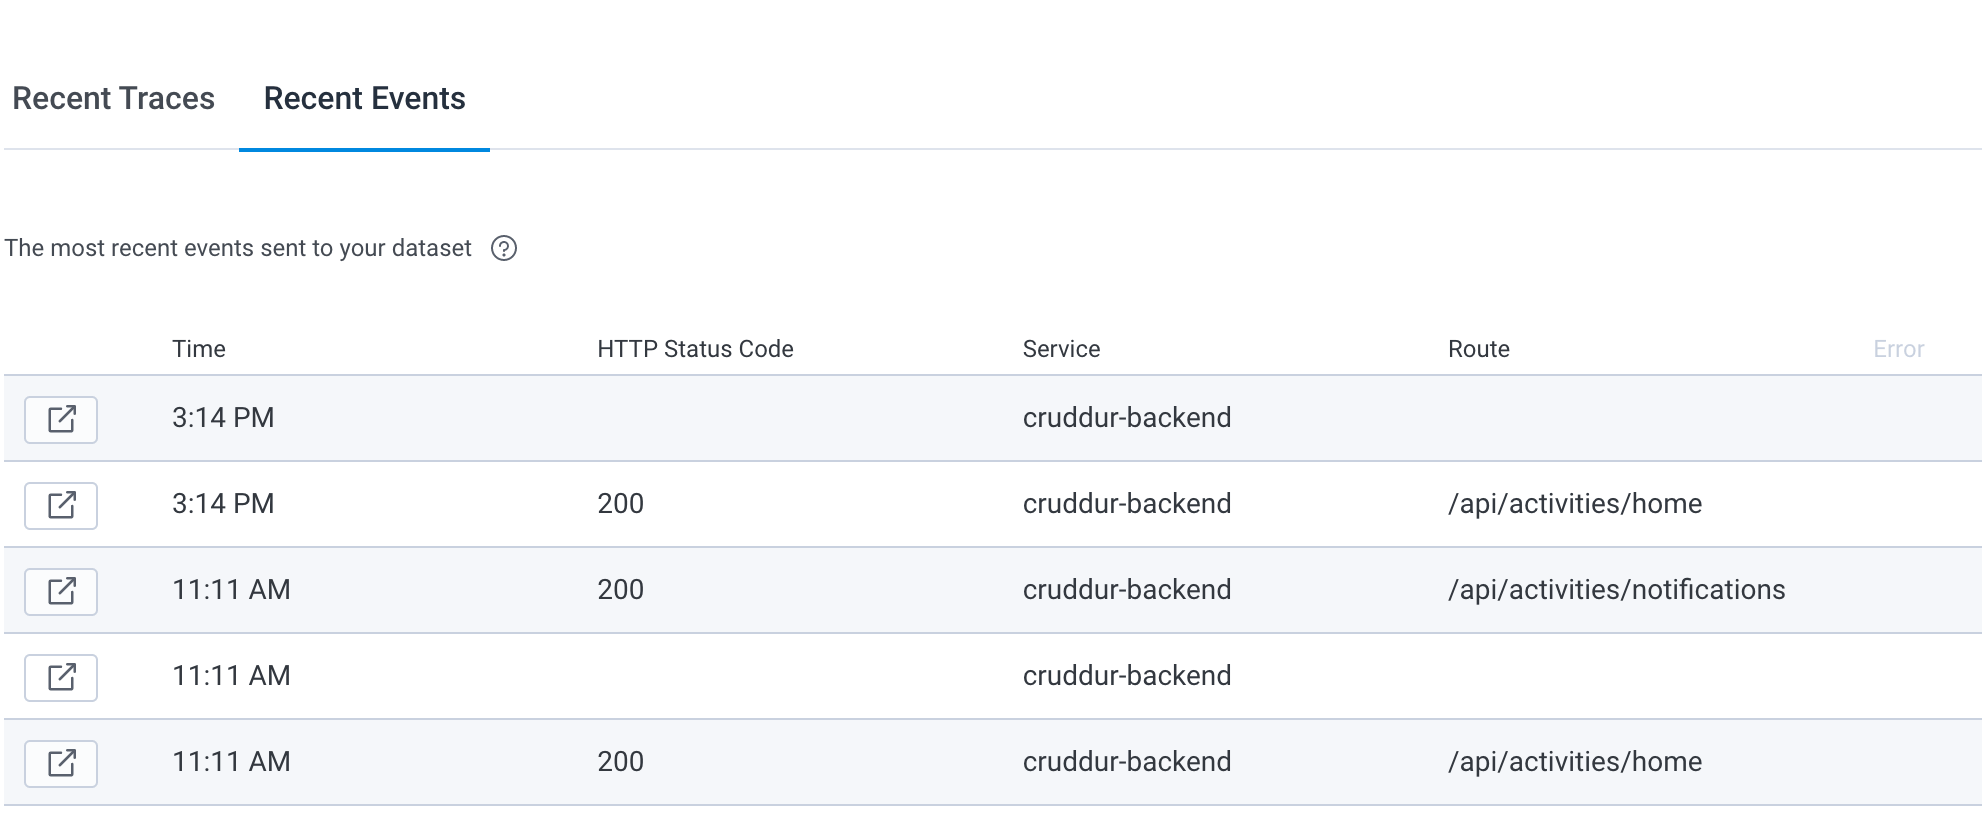 Recent Traces Recent Events
The most recent events sent to your dataset ?
Time HTTP Status Code Service Route Error
3:14 PM cruddur-backend
3:14 PM 200 cruddur-backend /api/activities/home
11:11 AM 200 cruddur-backend /api/activities/notifications
11:11 AM cruddur-backend
11:11 AM 200 cruddur-backend /api/activities/home